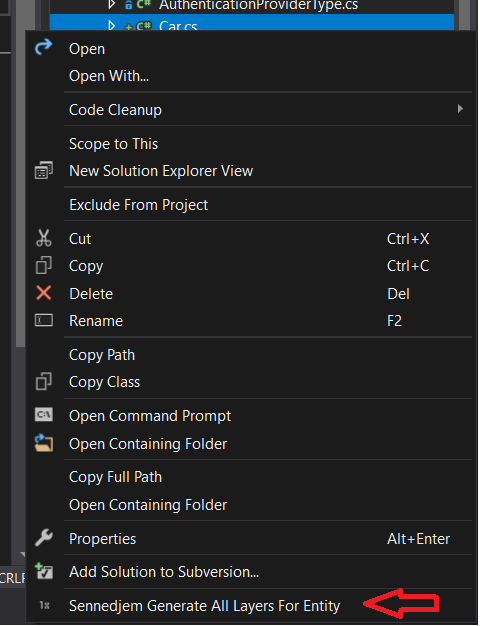 AuthenticationProviderType.cs
Car.cs
Open
Open With...
Code Cleanup
Scope to This
New Solution Explorer View
Exclude From Project
Cut Ctrl+X
Copy Ctrl+C
Delete Del
Rename F2
Copy Path
Copy Class
Open Command Prompt
Open Containing Folder
Copy Full Path
Open Containing Folder
Properties Alt+Enter
Add Solution to Subversion...
CRLF
Sennedjem Generate All Layers For Entity